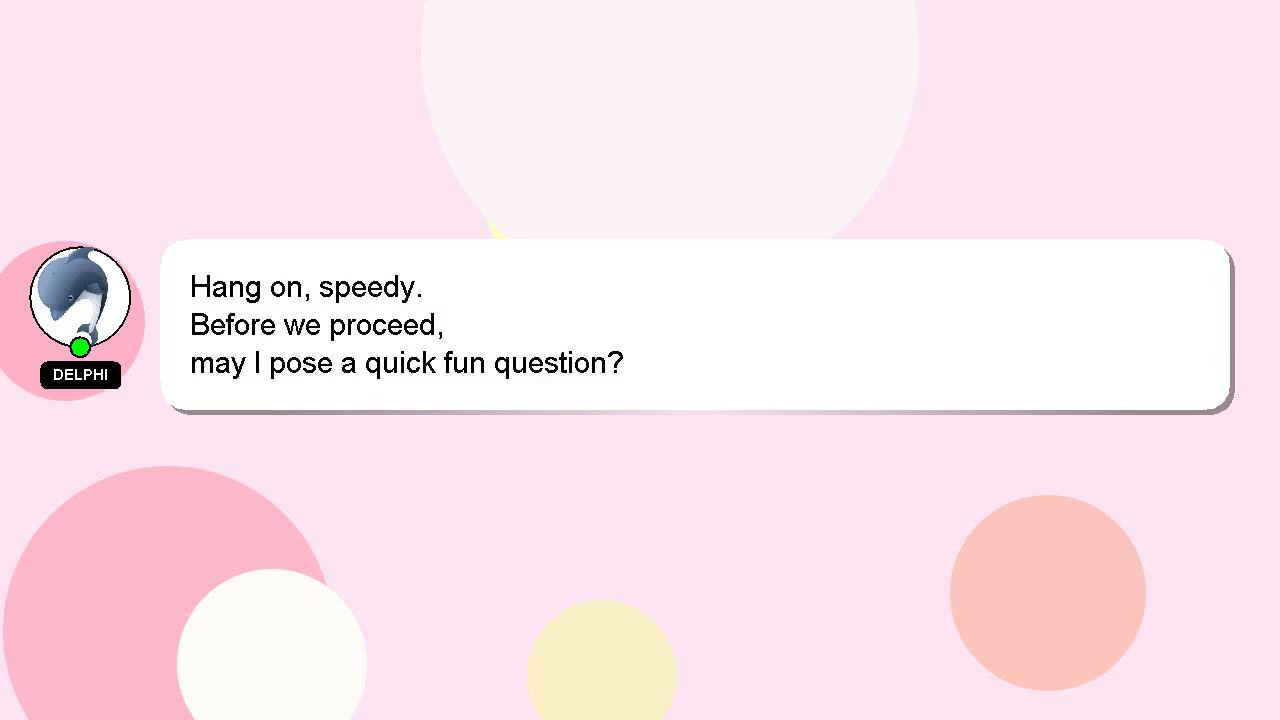 Hang on, speedy.
Before we proceed,
may I pose a quick fun question?
DELPHI